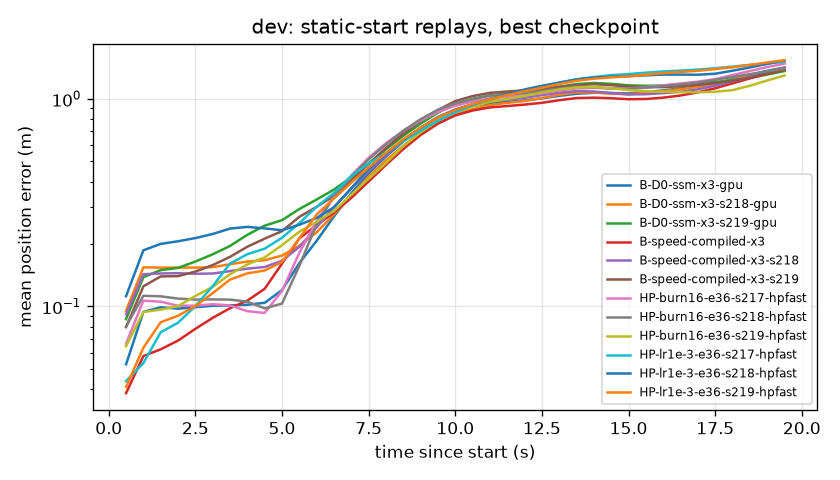 dev: static-start replays, best checkpoint
mean position error (m)
10⁰
10⁻¹
B-D0-ssm-x3-gpu
B-D0-ssm-x3-s218-gpu
B-D0-ssm-x3-s219-gpu
B-speed-compiled-x3
B-speed-compiled-x3-s218
B-speed-compiled-x3-s219
HP-burn16-e36-s217-hpfast
HP-burn16-e36-s218-hpfast
HP-burn16-e36-s219-hpfast
HP-lr1e-3-e36-s217-hpfast
HP-lr1e-3-e36-s218-hpfast
HP-lr1e-3-e36-s219-hpfast
0.0 2.5 5.0 7.5 10.0 12.5 15.0 17.5 20.0
time since start (s)